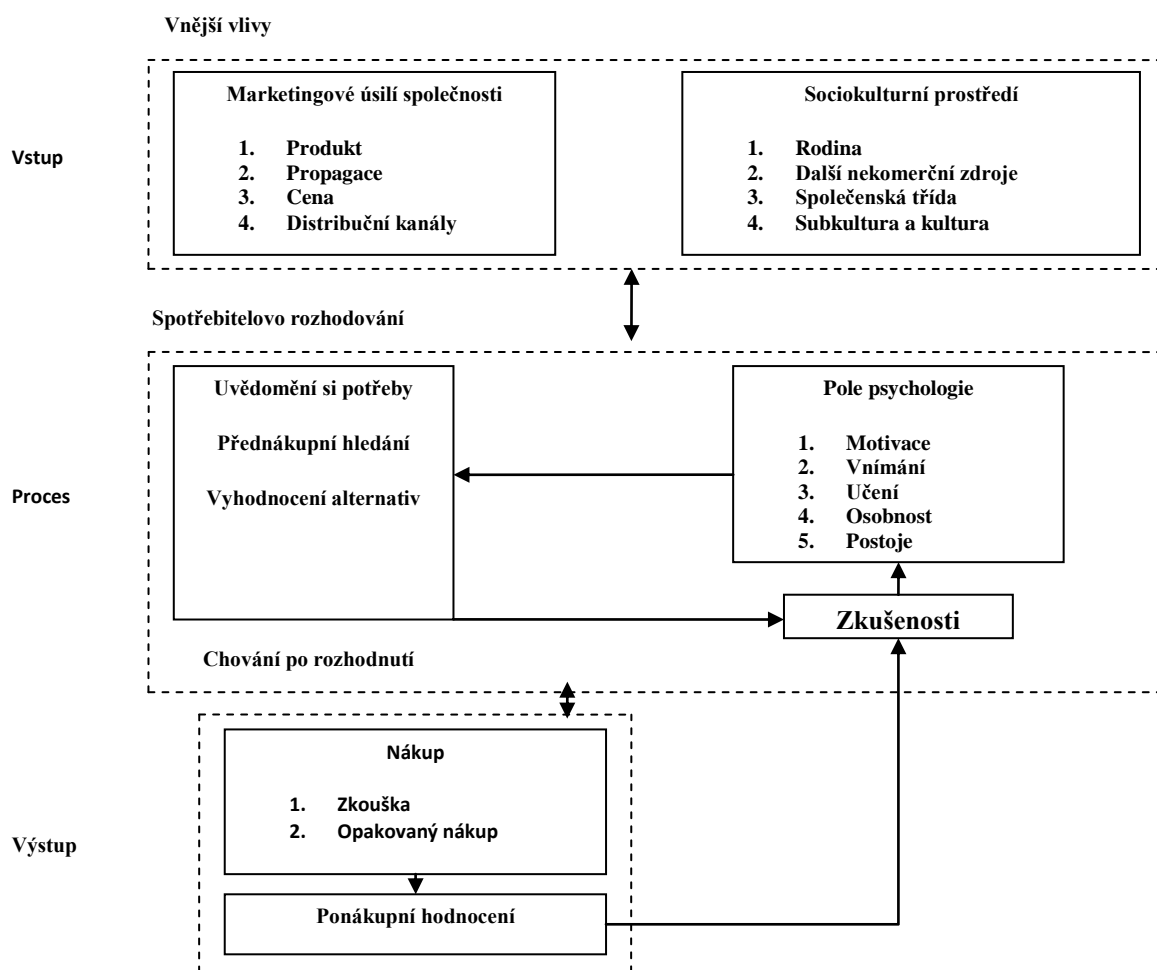 Vnější vlivy
Marketingové úsilí společnosti
1. Produkt
2. Propagace
3. Cena
4. Distribuční kanály
Sociokulturní prostředí
1. Rodina
2. Další nekomerční zdroje
3. Společenská třída
4. Subkultura a kultura
Vstup
Spotřebitelovo rozhodování
Uvědomění si potřeby
Přednákupní hledání
Vyhodnocení alternativ
Pole psychologie
1. Motivace
2. Vnímání
3. Učení
4. Osobnost
5. Postoje
Proces
Zkušenosti
Chování po rozhodnutí
Nákup
1. Zkouška
2. Opakovaný nákup
Výstup
Ponákupní hodnocení